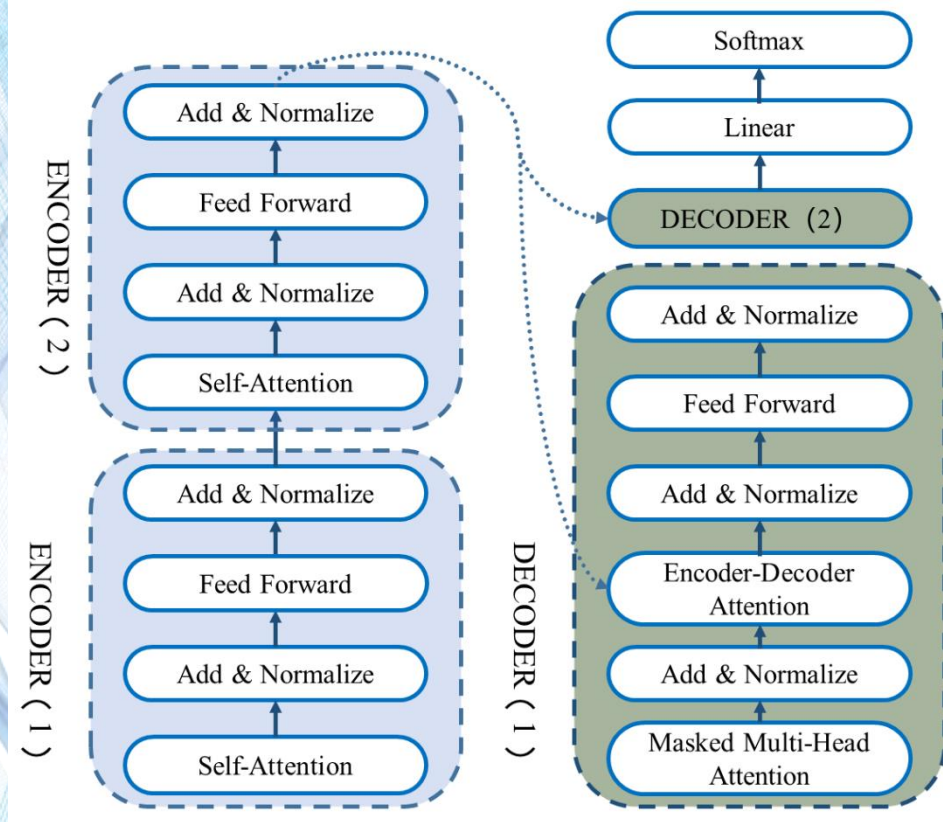 ENCODER ( 2 )
Add & Normalize
Feed Forward
Add & Normalize
Self-Attention
ENCODER ( 1 )
Add & Normalize
Feed Forward
Add & Normalize
Self-Attention
Softmax
Linear
DECODER (2)
DECODER ( 1 )
Add & Normalize
Feed Forward
Add & Normalize
Encoder-Decoder
Attention
Add & Normalize
Masked Multi-Head
Attention